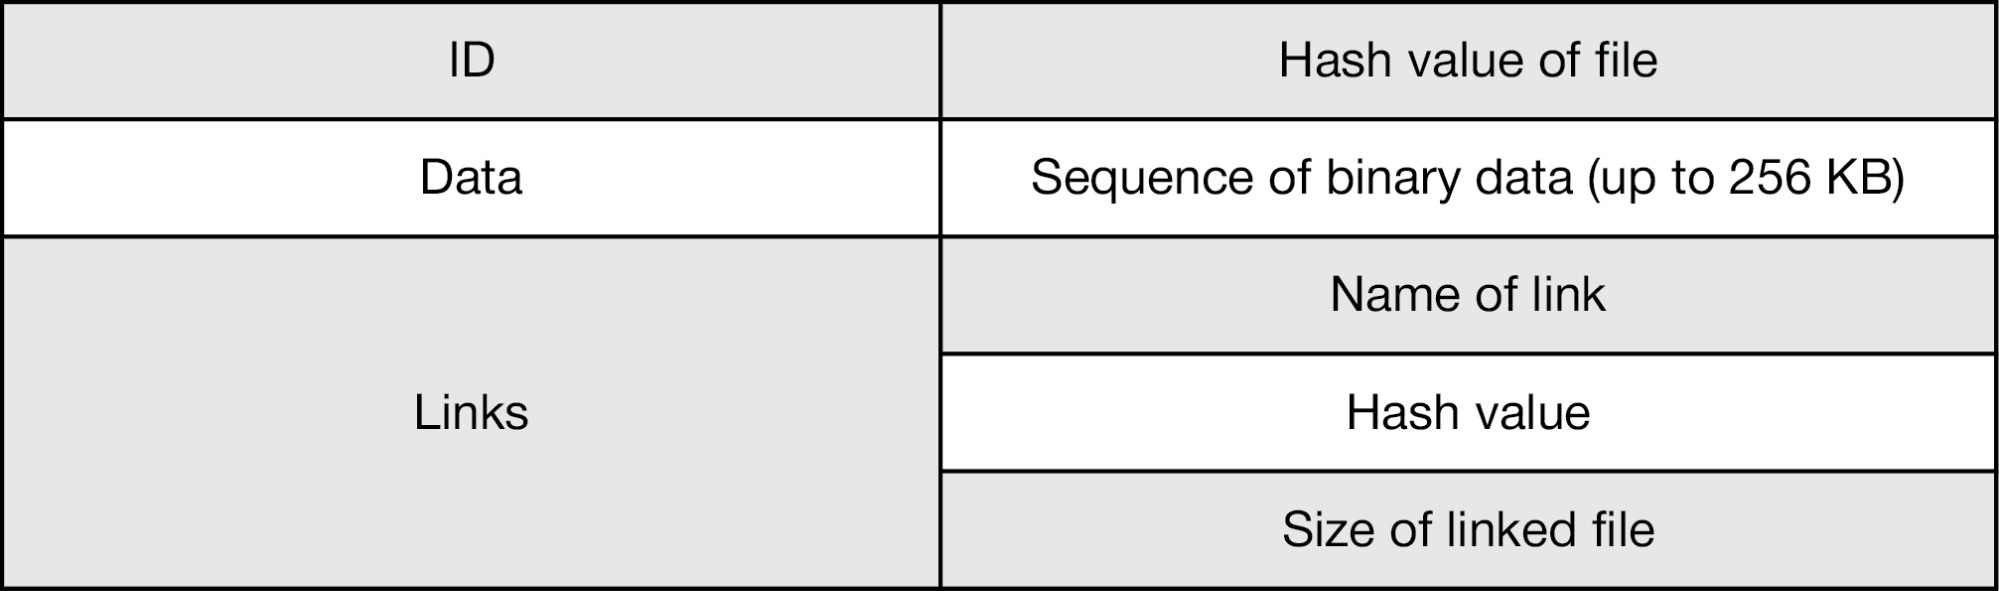 ID
Hash value of file
Data
Sequence of binary data (up to 256 KB)
Links
Name of link
Hash value
Size of linked file